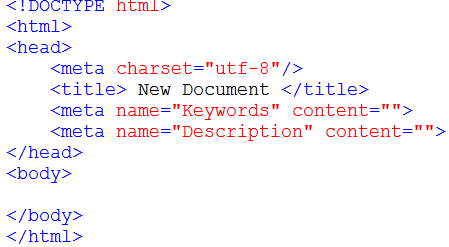 <!DOCTYPE html>
<html>
<head>
    <meta charset="utf-8"/>
    <title> New Document </title>
    <meta name="Keywords" content="">
    <meta name="Description" content="">
</head>
<body>

</body>
</html>